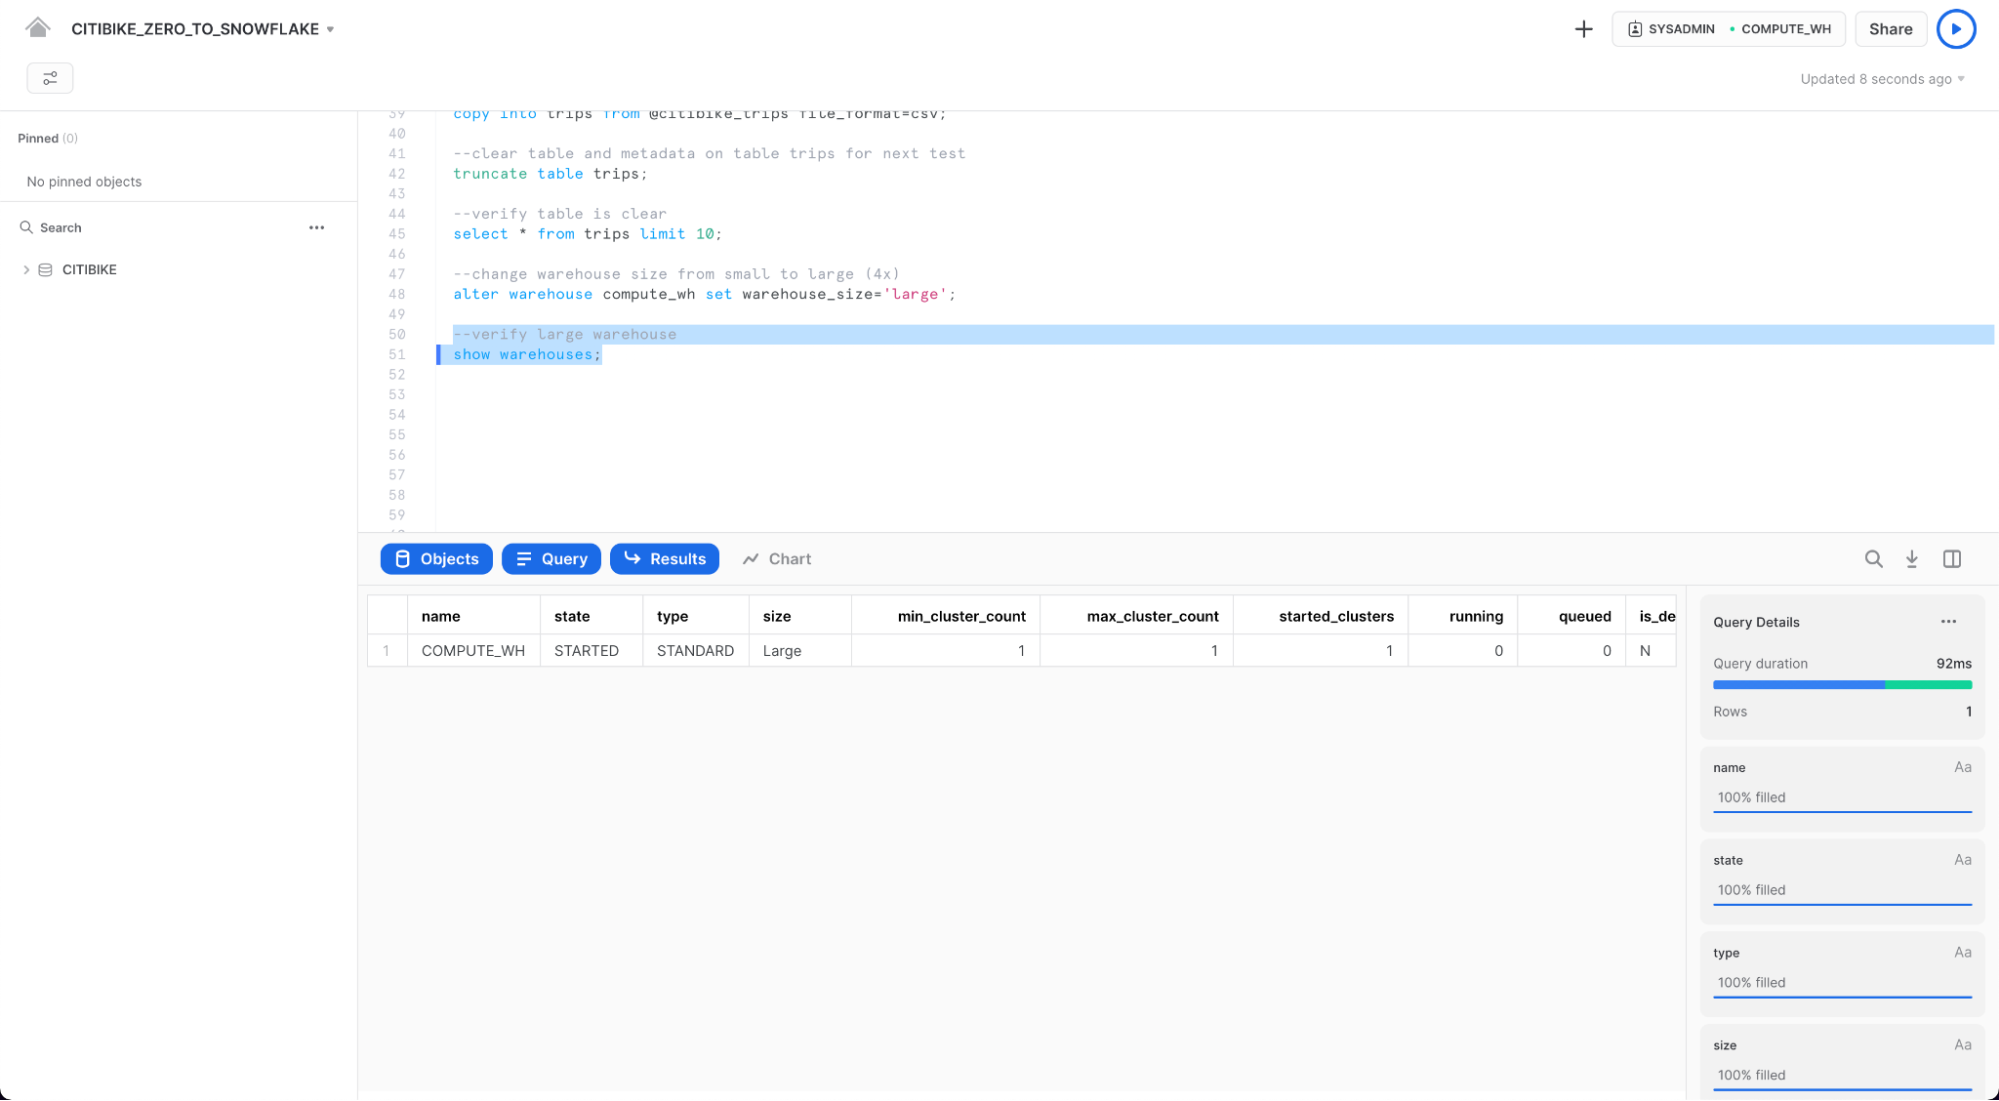 CITIBIKE_ZERO_TO_SNOWFLAKE
SYSADMIN COMPUTE_WH
Share
Updated 8 seconds ago
Pinned (0)
No pinned objects
Search
CITIBIKE
39 copy into trips from @citibike_trips file_format=csv;
40
41 --clear table and metadata on table trips for next test
42 truncate table trips;
43
44 --verify table is clear
45 select * from trips limit 10;
46
47 --change warehouse size from small to large (4x)
48 alter warehouse compute_wh set warehouse_size='large';
49
50 --verify large warehouse
51 show warehouses;
52
53
54
55
56
57
58
59
Objects Query Results Chart
name state type size min_cluster_count max_cluster_count started_clusters running queued is_de
1 COMPUTE_WH STARTED STANDARD Large 1 1 1 0 0 N
Query Details
Query duration 92ms
Rows 1
name Aa
100% filled
state Aa
100% filled
type Aa
100% filled
size Aa
100% filled